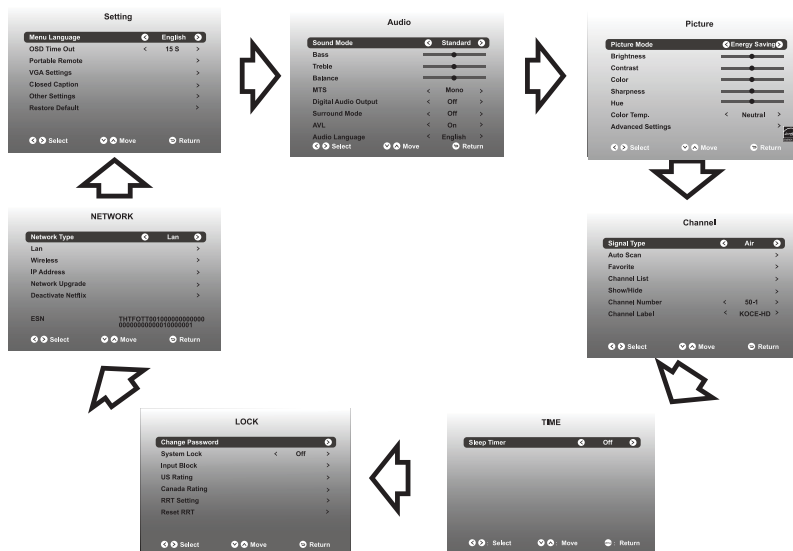 Setting
Menu Language English
OSD Time Out < 15 S >
Portable Remote >
VGA Settings >
Closed Caption >
Other Settings >
Restore Default >
Select Move Return
Audio
Sound Mode Standard
Bass
Treble
Balance
MTS < Mono >
Digital Audio Output < Off >
Surround Mode < Off >
AVL < On >
Audio Language < English >
Select Move Return
Picture
Picture Mode Energy Saving
Brightness
Contrast
Color
Sharpness
Hue
Color Temp. < Neutral >
Advanced Settings >
Select Move Return
Channel
Signal Type Air
Auto Scan >
Favorite >
Channel List >
Show/Hide >
Channel Number < 50-1 >
Channel Label < KOCE-HD >
Select Move Return
TIME
Sleep Timer Off
: Select : Move : Return
LOCK
Change Password
System Lock < Off >
Input Block >
US Rating >
Canada Rating >
RRT Setting >
Reset RRT >
Select Move Return
NETWORK
Network Type Lan
Lan >
Wireless >
IP Address >
Network Upgrade >
Deactivate Netflix >
ESN THTFOTT001000000000000
000000000000010000001
Select Move Return